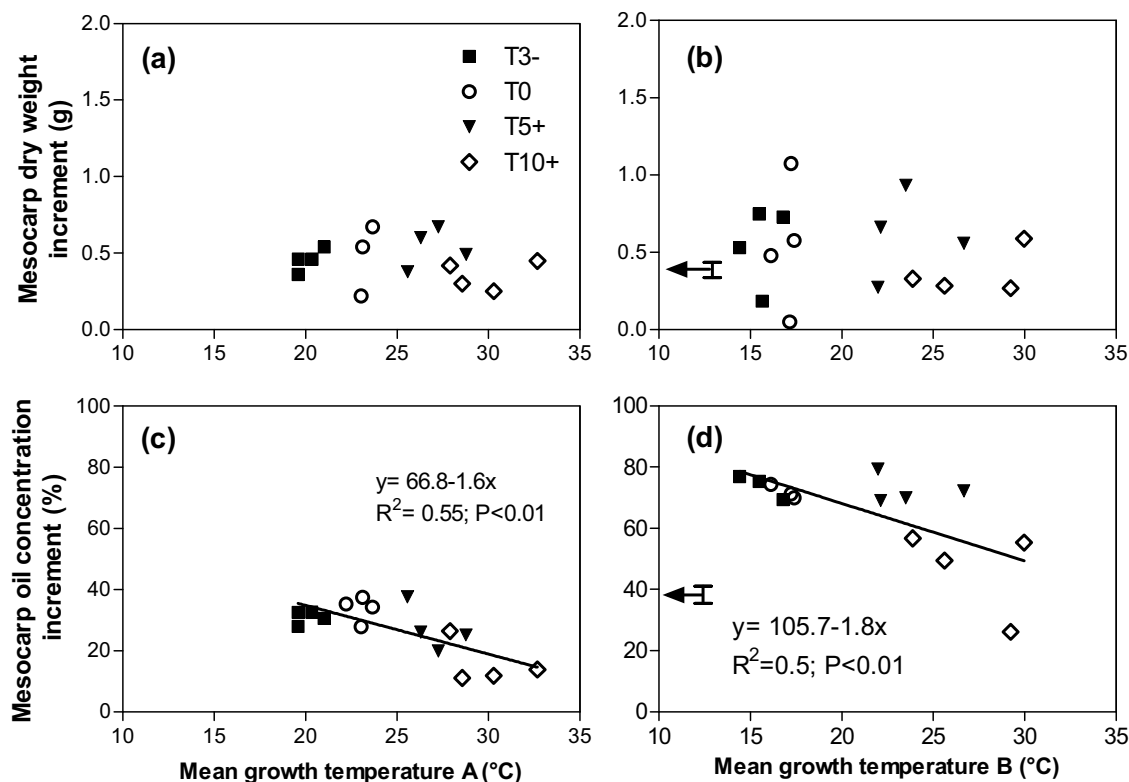 Mesocarp dry weight
increment (g)
2.0
1.5
1.0
0.5
0.0
(a)
T3-
T0
T5+
T10+
10 15 20 25 30 35
2.0
1.5
1.0
0.5
0.0
(b)
10 15 20 25 30 35
Mesocarp oil concentration
increment (%)
100
80
60
40
20
0
(c)
y= 66.8-1.6x
R²= 0.55; P<0.01
10 15 20 25 30 35
Mean growth temperature A (°C)
100
80
60
40
20
0
(d)
y= 105.7-1.8x
R²=0.5; P<0.01
10 15 20 25 30 35
Mean growth temperature B (°C)